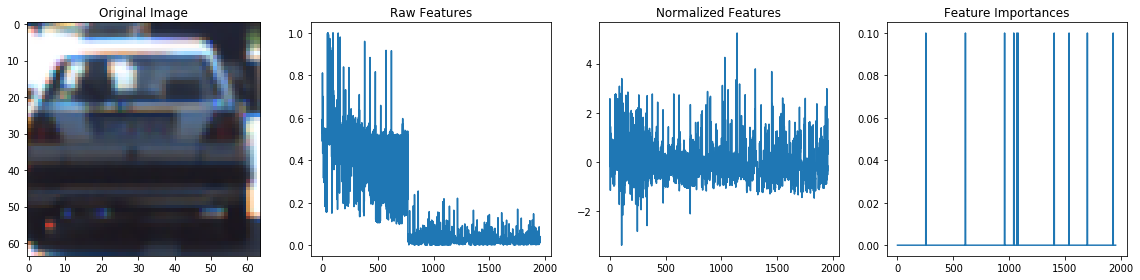 Original Image
0
10
20
30
40
50
60
0 10 20 30 40 50 60
Raw Features
1.0
0.8
0.6
0.4
0.2
0.0
0 500 1000 1500 2000
Normalized Features
4
2
0
−2
0 500 1000 1500 2000
Feature Importances
0.10
0.08
0.06
0.04
0.02
0.00
0 500 1000 1500 2000